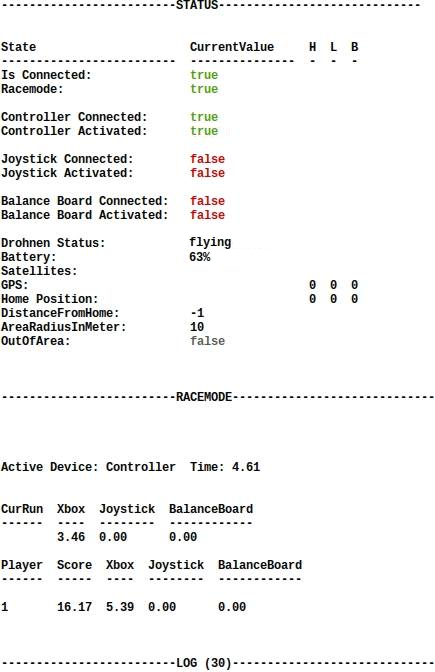 -------------------------STATUS-----------------------------
State                      CurrentValue     H  L  B
-------------------------  ---------------  -  -  -
Is Connected:              true
Racemode:                  true
Controller Connected:      true
Controller Activated:      true
Joystick Connected:        false
Joystick Activated:        false
Balance Board Connected:   false
Balance Board Activated:   false
Drohnen Status:            flying
Battery:                   63%
Satellites:
GPS:                                        0  0  0
Home Position:                              0  0  0
DistanceFromHome:          -1
AreaRadiusInMeter:         10
OutOfArea:                 false
-------------------------RACEMODE-----------------------------
Active Device: Controller  Time: 4.61
CurRun  Xbox  Joystick  BalanceBoard
------  ----  --------  ------------
        3.46  0.00      0.00
Player  Score  Xbox  Joystick  BalanceBoard
------  -----  ----  --------  ------------
1       16.17  5.39  0.00      0.00
-------------------------LOG (30)-----------------------------